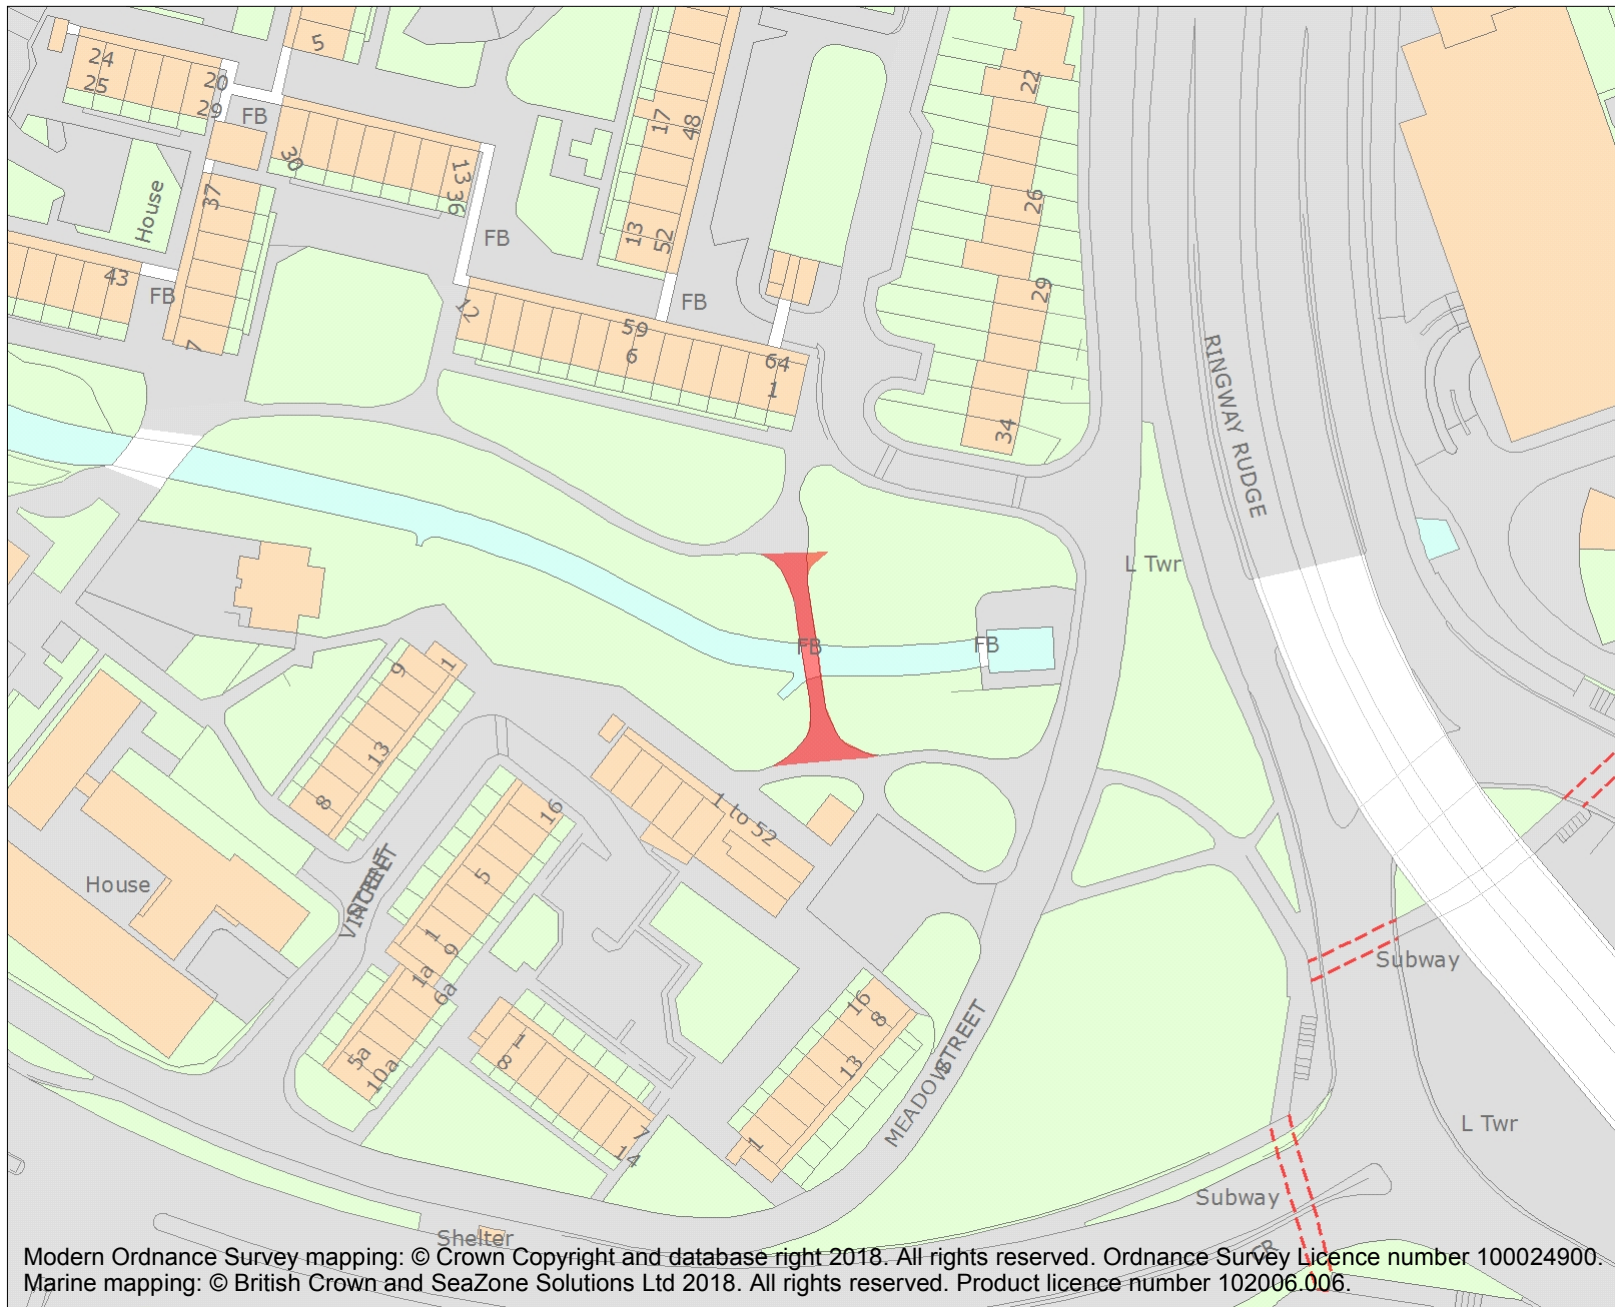 5
24
25
20
29
FB
30
13
36
17
48
22
House
37
26
13
52
FB
43
FB
29
12
FB
59
6
64
1
7
34
RINGWAY RUDGE
L Twr
FB
FB
9
1
13
8
16
1 to 52
5
House
VINCENT
STREET
1
9
1a
6a
Subway
16
8
1
8
5a
10a
13
MEADOW
STREET
7
14
1
L Twr
Subway
Shelter
Modern Ordnance Survey mapping: © Crown Copyright and database right 2018. All rights reserved. Ordnance Survey Licence number 100024900.
Marine mapping: © British Crown and SeaZone Solutions Ltd 2018. All rights reserved. Product licence number 102006.006.